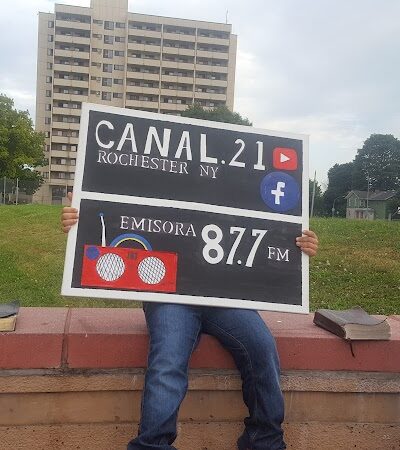 CANAL.21
ROCHESTER NY
f
EMISORA 87.7 FM